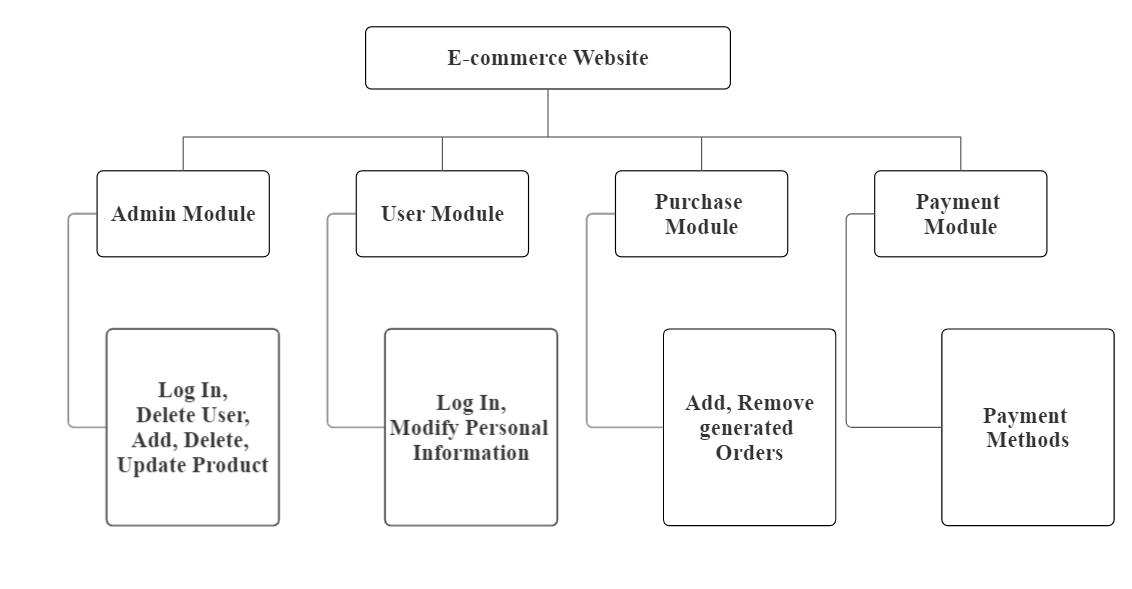 E-commerce Website
Admin Module
User Module
Purchase
Module
Payment
Module
Log In,
Delete User,
Add, Delete,
Update Product
Log In,
Modify Personal
Information
Add, Remove
generated
Orders
Payment
Methods